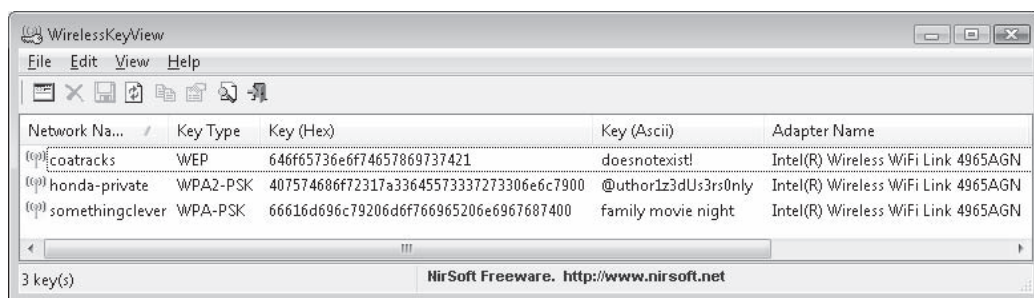 WirelessKeyView
File Edit View Help
Network Na... Key Type Key (Hex) Key (Ascii) Adapter Name
coatracks WEP 646f65736e6f74657869737421 doesnotexist! Intel(R) Wireless WiFi Link 4965AGN
honda-private WPA2-PSK 407574686f72317a33645573337273306e6c7900 @uthor1z3dUs3rs0nly Intel(R) Wireless WiFi Link 4965AGN
somethingclever WPA-PSK 66616d696c79206d6f766965206e6967687400 family movie night Intel(R) Wireless WiFi Link 4965AGN
3 key(s) NirSoft Freeware. http://www.nirsoft.net